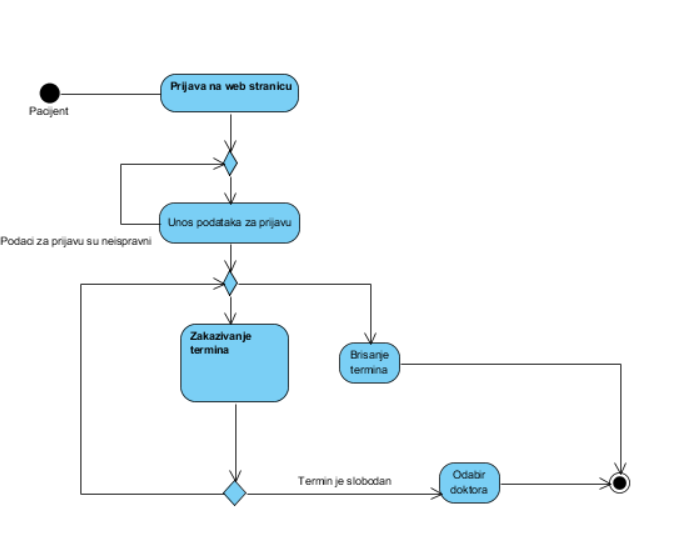 Prijava na web stranicu
Pacijent
Unos podataka za prijavu
Podaci za prijavu su neispravni
Zakazivanje
termina
Brisanje
termina
Termin je slobodan
Odabir
doktora